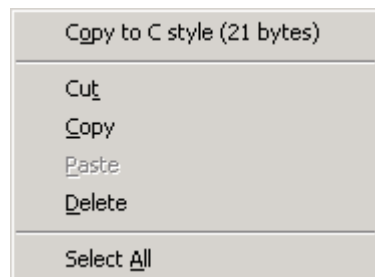 Copy to C style (21 bytes)
Cut
Copy
Paste
Delete
Select All